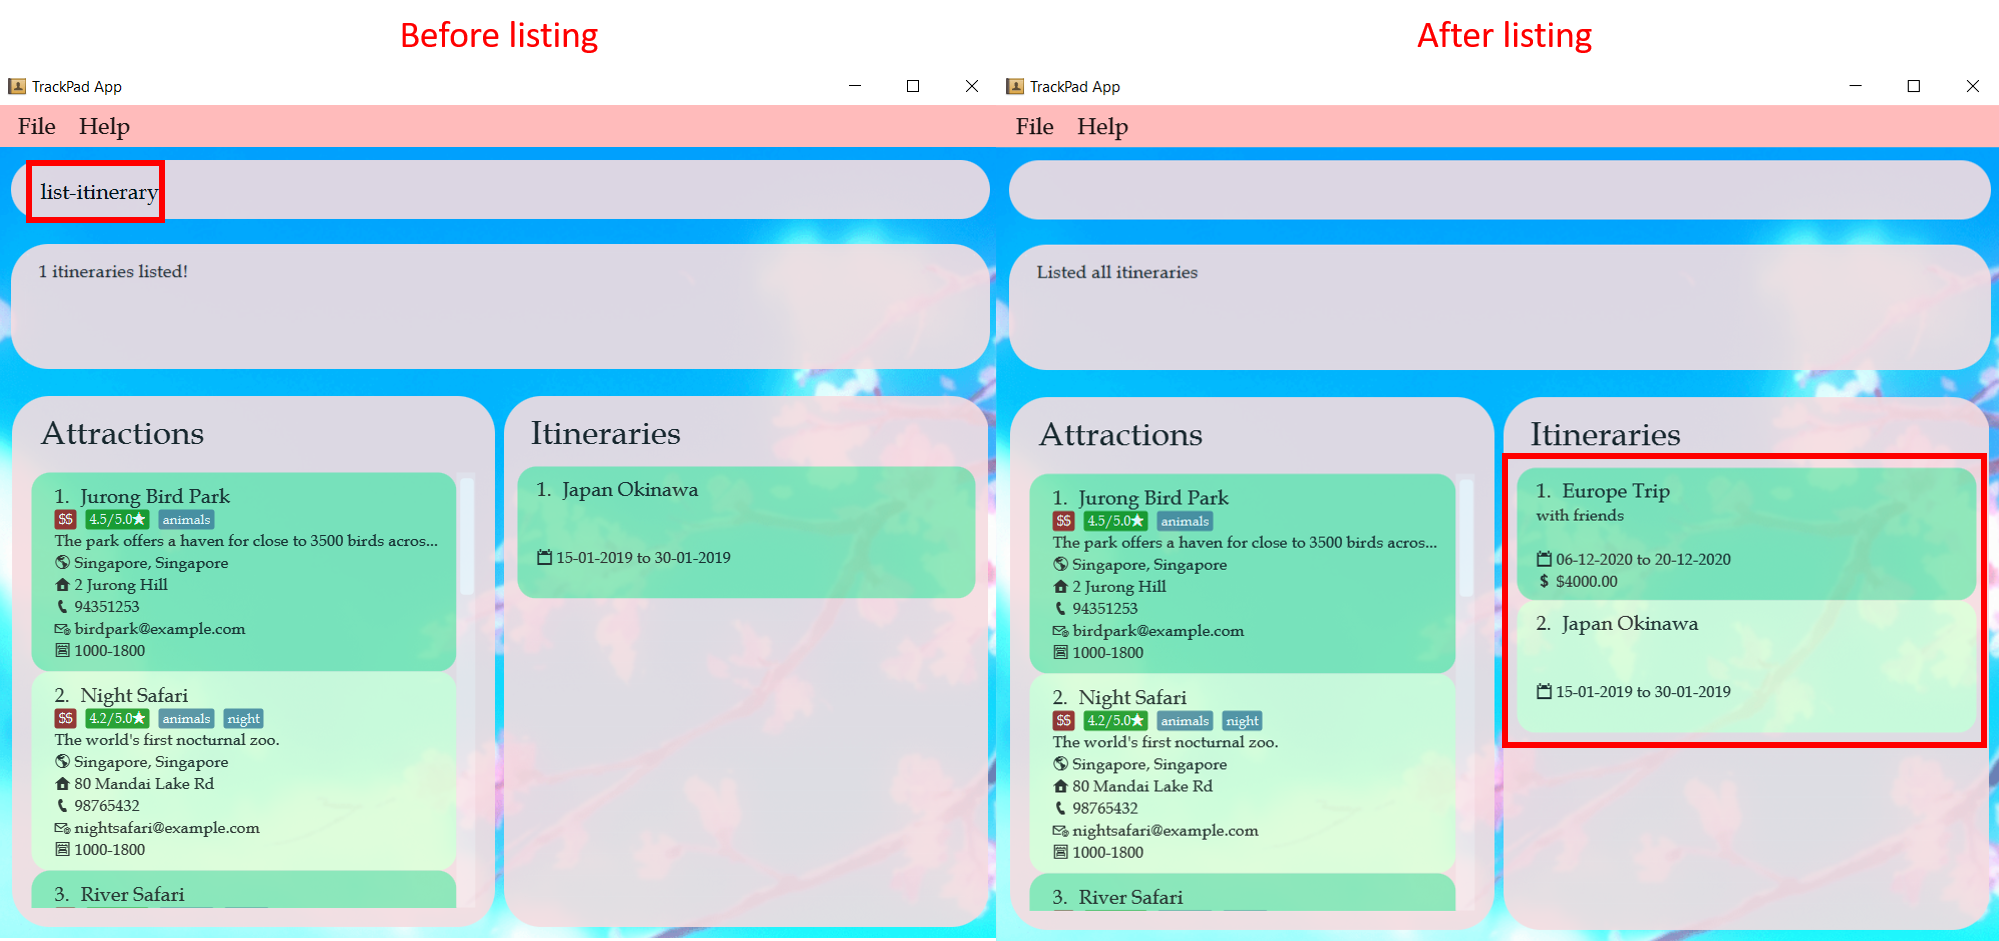 Before listing
TrackPad App
File Help
list-itinerary
1 itineraries listed!
Attractions
1. Jurong Bird Park
$$ 4.5/5.0★ animals
The park offers a haven for close to 3500 birds acros...
Singapore, Singapore
2 Jurong Hill
94351253
birdpark@example.com
1000-1800
2. Night Safari
$$ 4.2/5.0★ animals night
The world's first nocturnal zoo.
Singapore, Singapore
80 Mandai Lake Rd
98765432
nightsafari@example.com
1000-1800
3. River Safari
Itineraries
1. Japan Okinawa
15-01-2019 to 30-01-2019
After listing
TrackPad App
File Help
Listed all itineraries
Attractions
1. Jurong Bird Park
$$ 4.5/5.0★ animals
The park offers a haven for close to 3500 birds acros...
Singapore, Singapore
2 Jurong Hill
94351253
birdpark@example.com
1000-1800
2. Night Safari
$$ 4.2/5.0★ animals night
The world's first nocturnal zoo.
Singapore, Singapore
80 Mandai Lake Rd
98765432
nightsafari@example.com
1000-1800
3. River Safari
Itineraries
1. Europe Trip
with friends
06-12-2020 to 20-12-2020
$ $4000.00
2. Japan Okinawa
15-01-2019 to 30-01-2019